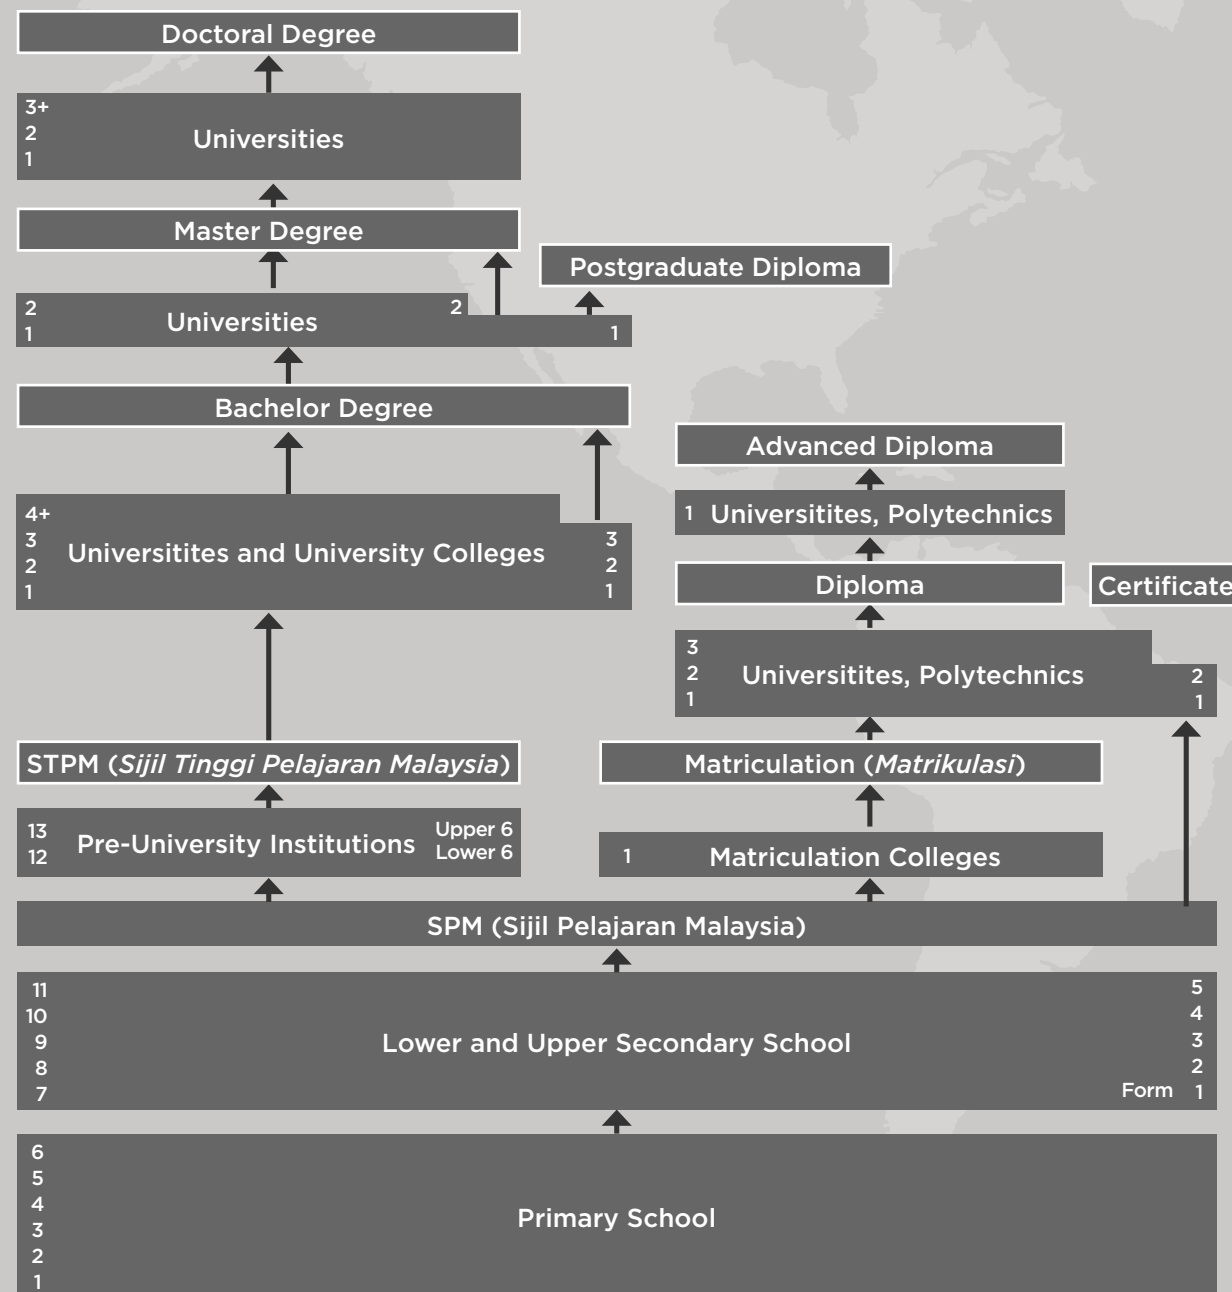 Doctoral Degree
3+
2
1
Universities
Master Degree
Postgraduate Diploma
2
1
Universities
2
1
Bachelor Degree
Advanced Diploma
1 Universitites, Polytechnics
4+
3
2
1
Universitites and University Colleges
3
2
1
Diploma
Certificate
3
2
1
Universitites, Polytechnics
2
1
STPM (Sijil Tinggi Pelajaran Malaysia)
Matriculation (Matrikulasi)
13
12
Pre-University Institutions
Upper 6
Lower 6
1 Matriculation Colleges
SPM (Sijil Pelajaran Malaysia)
11
10
9
8
7
Lower and Upper Secondary School
5
4
3
2
Form 1
6
5
4
3
2
1
Primary School